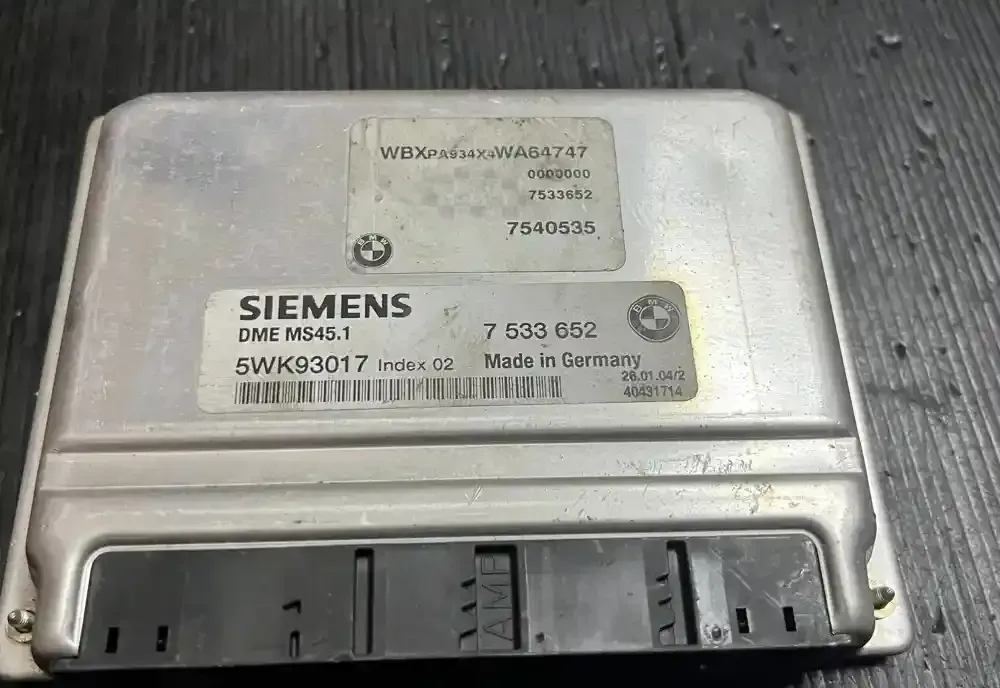 WBXPA934X4WA64747
0000000
7533652
7540535
BMW
SIEMENS
DME MS45.1
7 533 652
BMW
5WK93017 Index 02 Made in Germany
26.01.04/2
40431714
AMP